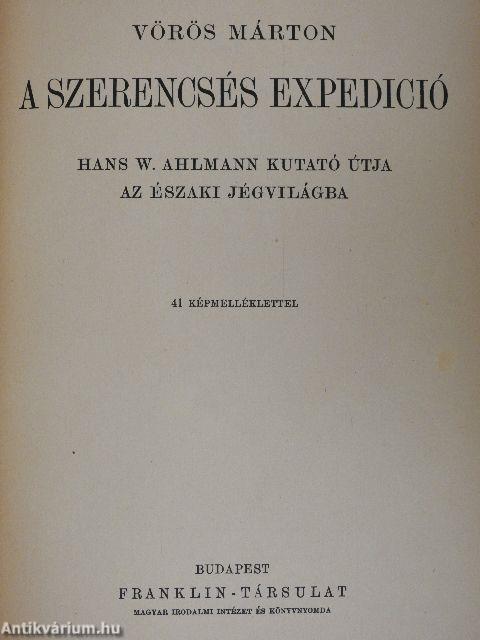 VÖRÖS MÁRTON
A SZERENCSÉS EXPEDICIÓ
HANS W. AHLMANN KUTATÓ ÚTJA
AZ ÉSZAKI JÉGVILÁGBA
41 KÉPMELLÉKLETTEL
BUDAPEST
FRANKLIN-TÁRSULAT
MAGYAR IRODALMI INTÉZET ÉS KÖNYVNYOMDA
Antikvárium.hu